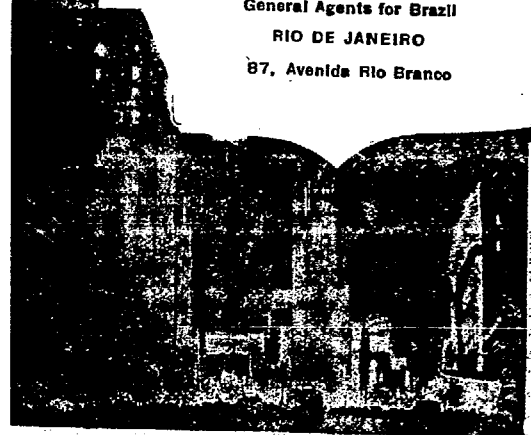 General Agents for Brazil
RIO DE JANEIRO
87, Avenida Rio Branco